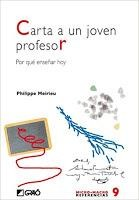 Carta a un joven
profesor
Por qué enseñar hoy
Philippe Meirieu
GRAÓ
MICRO-MACRO
REFERENCIAS
9